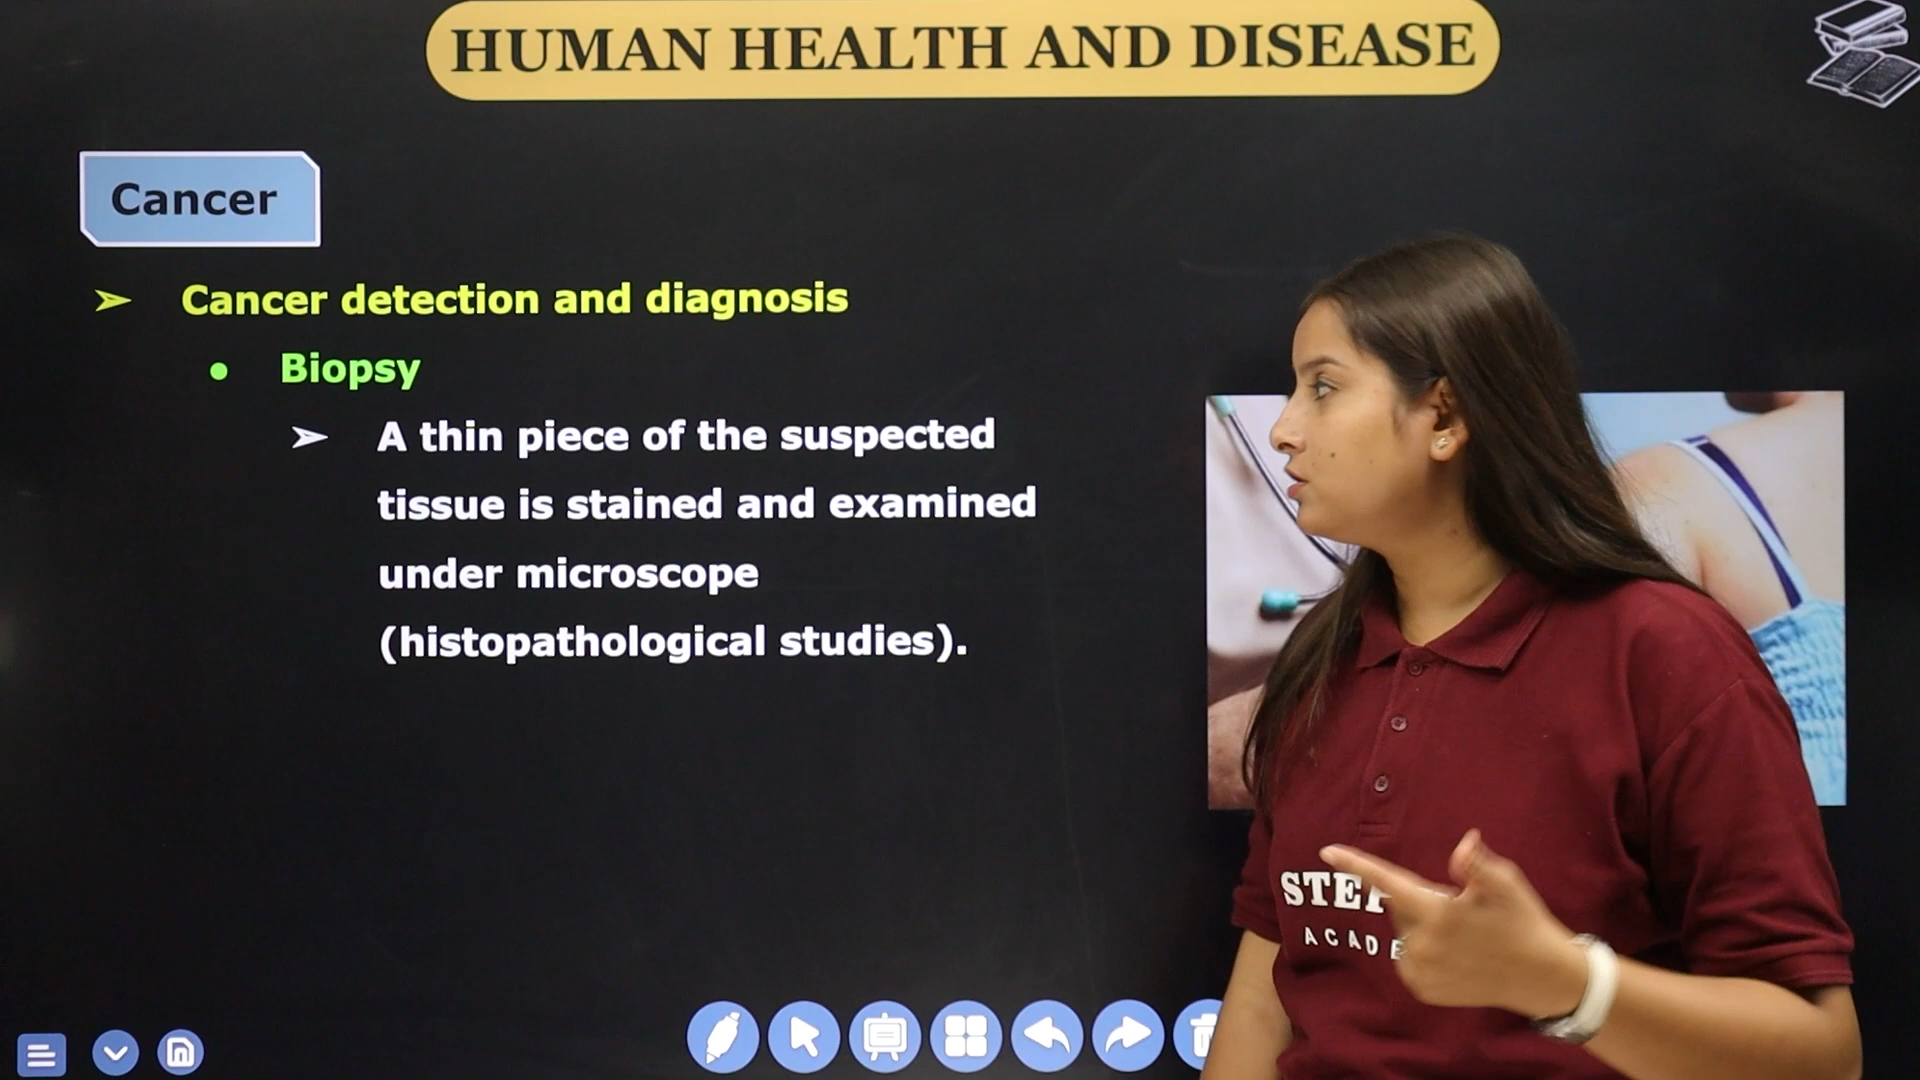 HUMAN HEALTH AND DISEASE
Cancer
➢ Cancer detection and diagnosis
• Biopsy
➢ A thin piece of the suspected
tissue is stained and examined
under microscope
(histopathological studies).